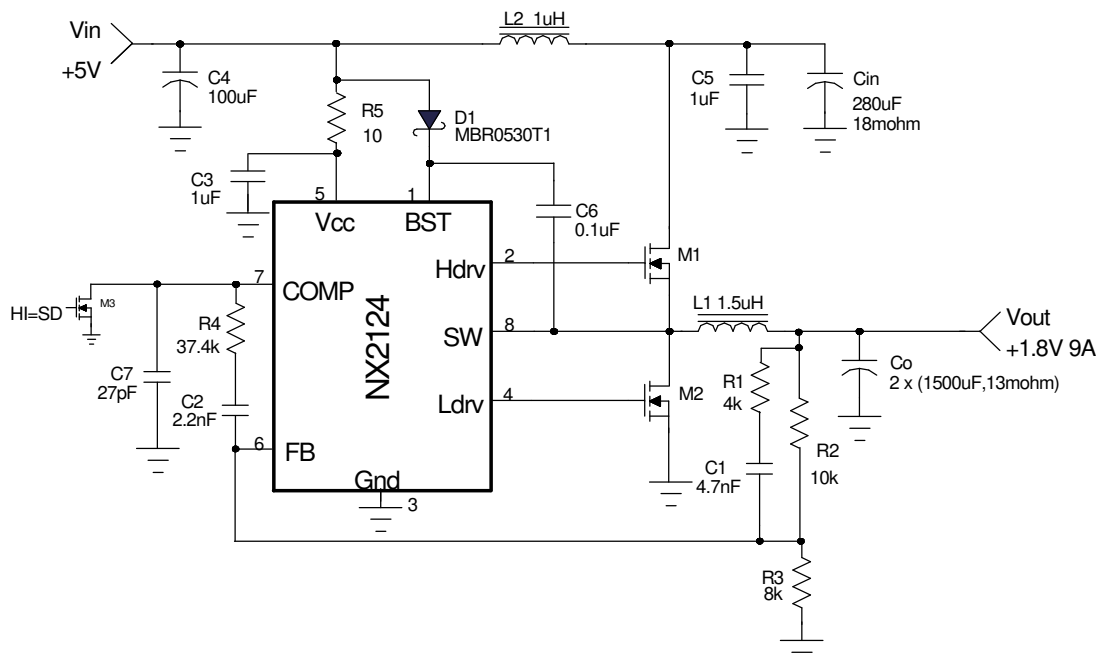 L2 1uH
Vin
+5V
C4
100uF
R5
10
D1
MBR0530T1
C5
1uF
Cin
280uF
18mohm
C3
1uF
5
1
Vcc
BST
C6
0.1uF
Hdrv
2
M1
7
COMP
HI=SD
M3
R4
37.4k
NX2124
SW
8
L1 1.5uH
Vout
+1.8V 9A
C7
27pF
C2
2.2nF
Ldrv
4
M2
R1
4k
Co
2 x (1500uF,13mohm)
6
FB
R2
10k
C1
4.7nF
Gnd
3
R3
8k